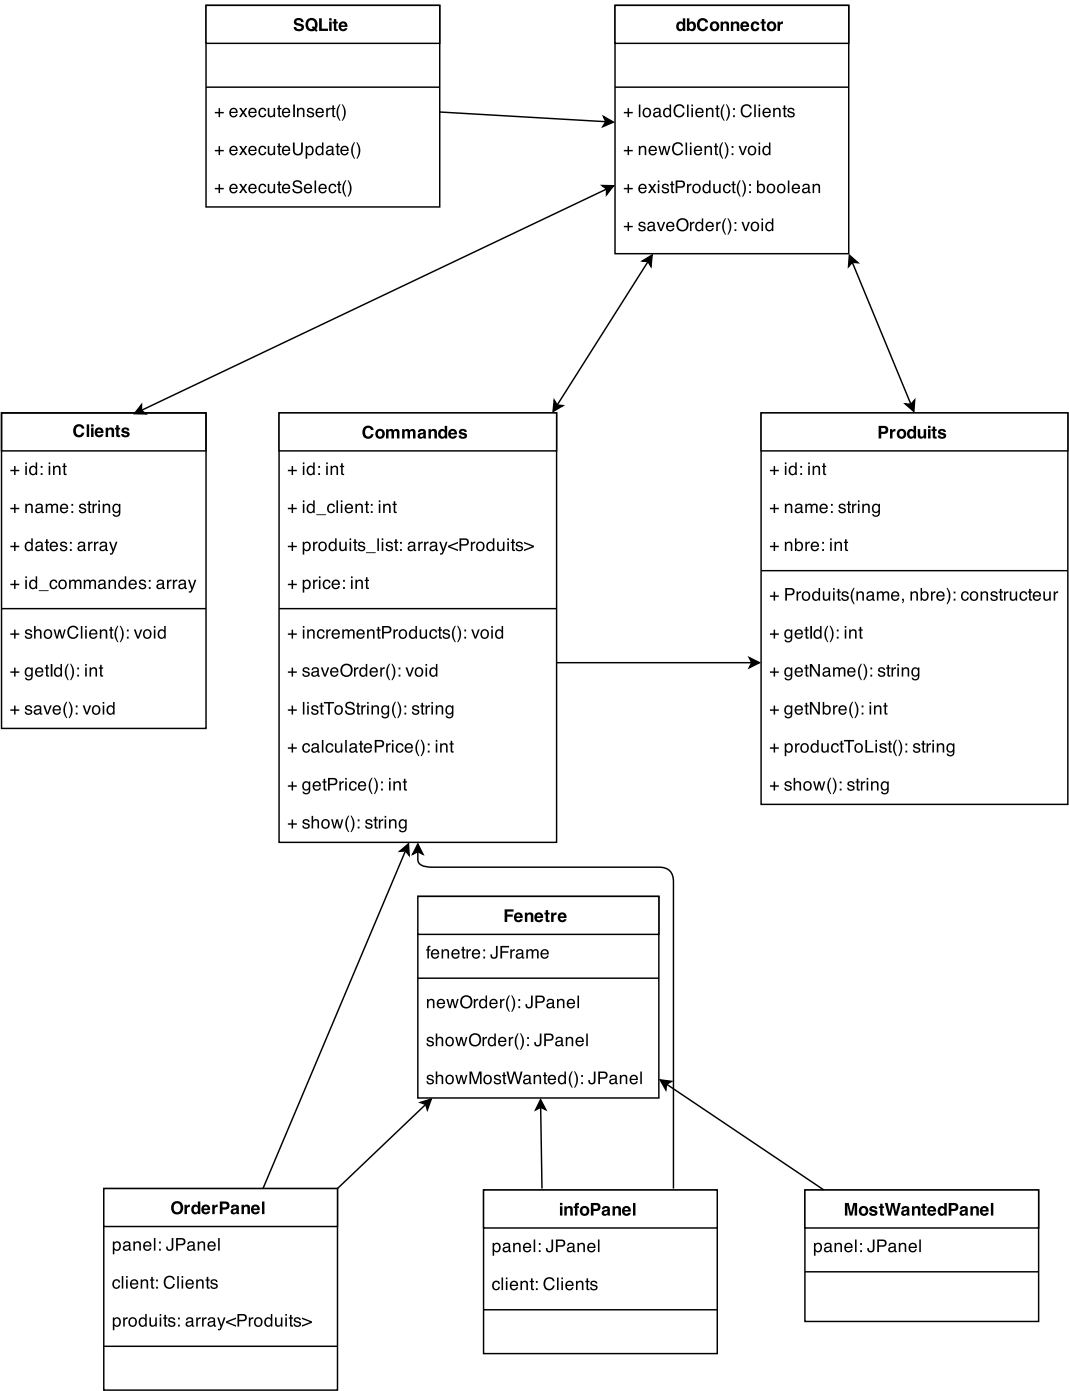 SQLite
+ executeInsert()
+ executeUpdate()
+ executeSelect()
dbConnector
+ loadClient(): Clients
+ newClient(): void
+ existProduct(): boolean
+ saveOrder(): void
Clients
+ id: int
+ name: string
+ dates: array
+ id_commandes: array
+ showClient(): void
+ getId(): int
+ save(): void
Commandes
+ id: int
+ id_client: int
+ produits_list: array<Produits>
+ price: int
+ incrementProducts(): void
+ saveOrder(): void
+ listToString(): string
+ calculatePrice(): int
+ getPrice(): int
+ show(): string
Produits
+ id: int
+ name: string
+ nbre: int
+ Produits(name, nbre): constructeur
+ getId(): int
+ getName(): string
+ getNbre(): int
+ productToList(): string
+ show(): string
Fenetre
fenetre: JFrame
newOrder(): JPanel
showOrder(): JPanel
showMostWanted(): JPanel
OrderPanel
panel: JPanel
client: Clients
produits: array<Produits>
infoPanel
panel: JPanel
client: Clients
MostWantedPanel
panel: JPanel